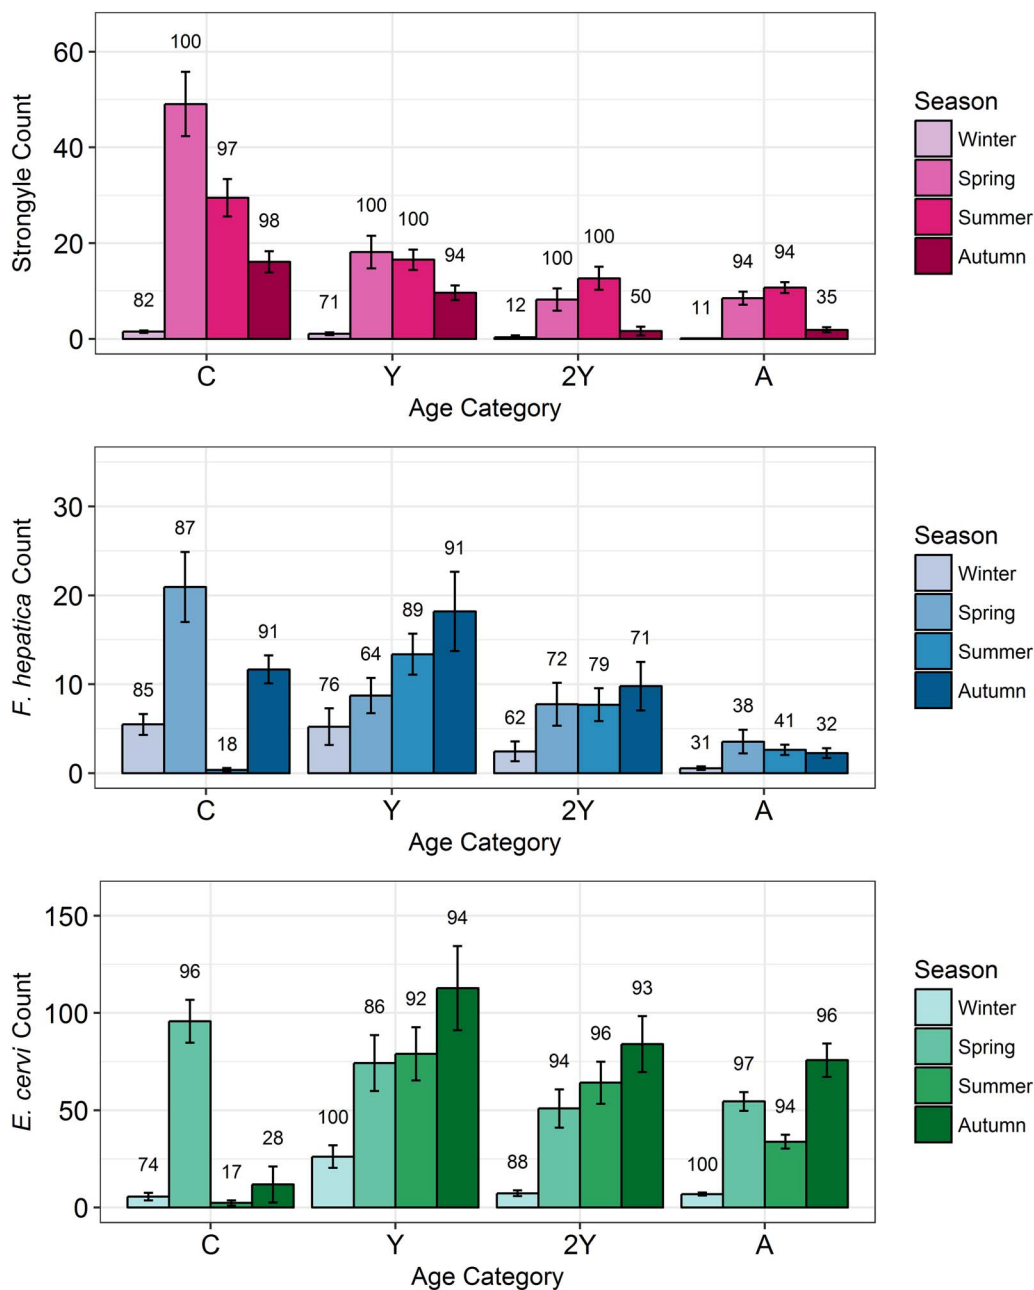 Strongyle Count
60
40
20
0
100
97
98
82
100
100
94
71
100
100
50
12
94
94
35
11
C Y 2Y A
Age Category
Season
Winter
Spring
Summer
Autumn
F. hepatica Count
30
20
10
0
85
87
18
91
76
64
89
91
62
72
79
71
31
38
41
32
C Y 2Y A
Age Category
Season
Winter
Spring
Summer
Autumn
E. cervi Count
150
100
50
0
74
96
17
28
100
86
92
94
88
94
96
93
100
97
94
96
C Y 2Y A
Age Category
Season
Winter
Spring
Summer
Autumn